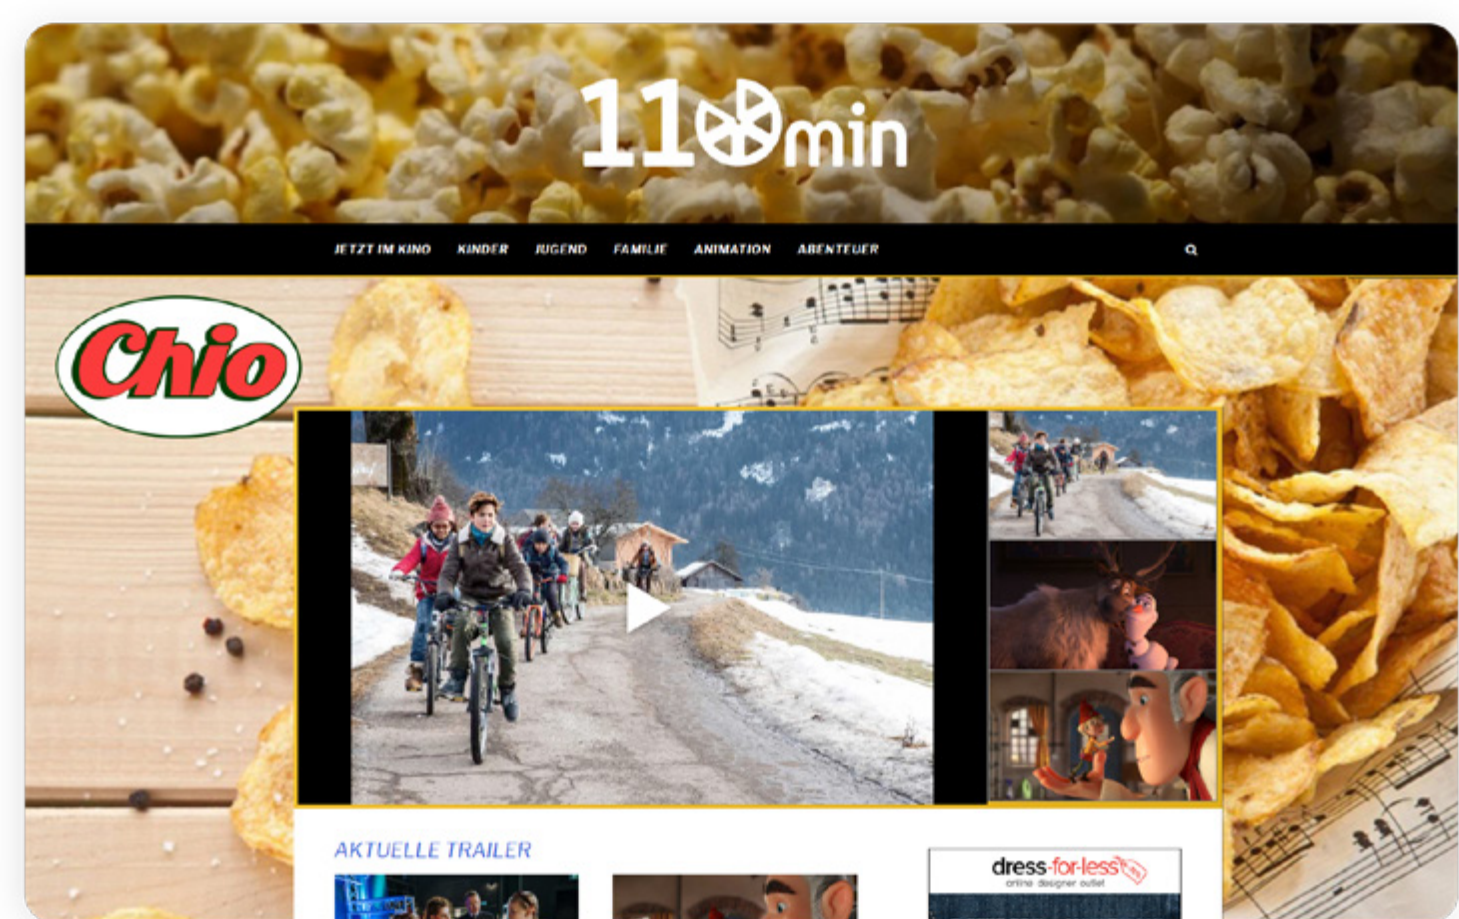 110min
JETZT IM KINO KINDER JUGEND FAMILIE ANIMATION ABENTEUER
Chio
AKTUELLE TRAILER
dress-for-less
online designer outlet